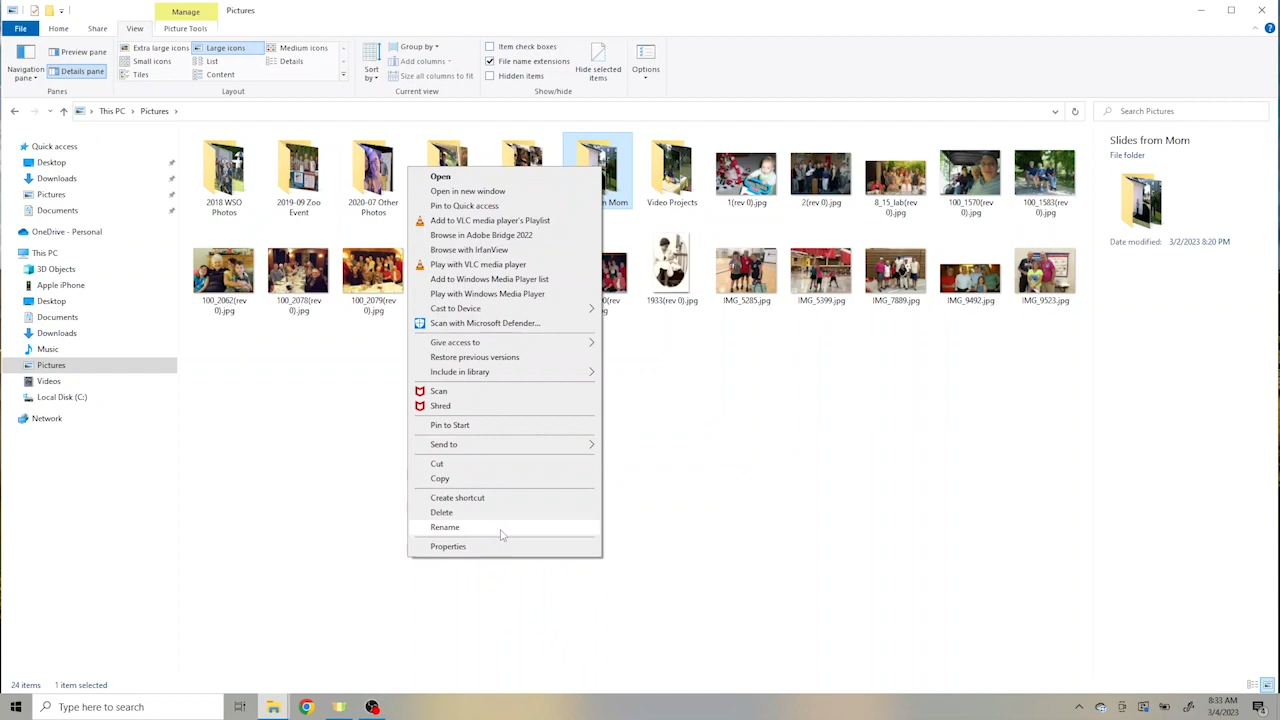 Manage
Pictures
File
Home
Share
View
Picture Tools
Navigation pane
Preview pane
Details pane
Panes
Extra large icons
Large icons
Medium icons
Small icons
List
Details
Tiles
Content
Layout
Sort by
Group by
Add columns
Size all columns to fit
Current view
Item check boxes
File name extensions
Hidden items
Hide selected items
Show/hide
Options
This PC
Pictures
Search Pictures
Quick access
Desktop
Downloads
Pictures
Documents
OneDrive - Personal
This PC
3D Objects
Apple iPhone
Desktop
Documents
Downloads
Music
Pictures
Videos
Local Disk (C:)
Network
2018 WSO Photos
2019-09 Zoo Event
2020-07 Other Photos
Mom
Video Projects
1(rev 0).jpg
2(rev 0).jpg
8_15_lab(rev 0).jpg
100_1570(rev 0).jpg
100_1583(rev 0).jpg
100_2062(rev 0).jpg
100_2078(rev 0).jpg
100_2079(rev 0).jpg
1933(rev 0).jpg
IMG_5285.jpg
IMG_5399.jpg
IMG_7889.jpg
IMG_9492.jpg
IMG_9523.jpg
Open
Open in new window
Pin to Quick access
Add to VLC media player's Playlist
Browse in Adobe Bridge 2022
Browse with IrfanView
Play with VLC media player
Add to Windows Media Player list
Play with Windows Media Player
Cast to Device
Scan with Microsoft Defender...
Give access to
Restore previous versions
Include in library
Scan
Shred
Pin to Start
Send to
Cut
Copy
Create shortcut
Delete
Rename
Properties
Slides from Mom
File folder
Date modified: 3/2/2023 8:20 PM
24 items
1 item selected
Type here to search
8:33 AM
3/4/2023